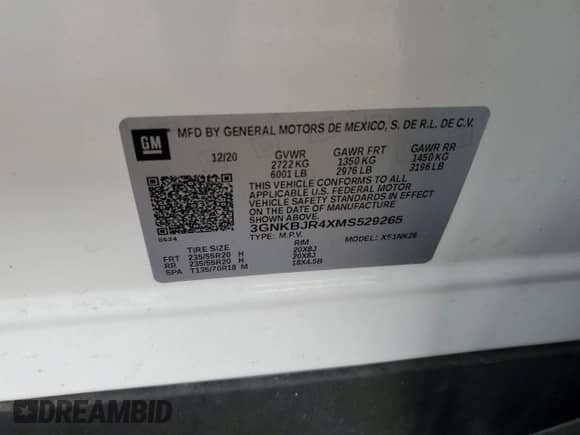 GM
MFD BY GENERAL MOTORS DE MEXICO, S. DE R.L. DE C.V.
12/20 GVWR GAWR FRT GAWR RR
2722 KG 1350 KG 1450 KG
6001 LB 2976 LB 3196 LB
THIS VEHICLE CONFORMS TO ALL
APPLICABLE U.S. FEDERAL MOTOR
VEHICLE SAFETY STANDARDS IN EFFECT
ON THE DATE OF MANUFACTURE
SHOWN ABOVE.
3GNKBJR4XMS529265
TYPE: M.P.V. MODEL: X51NK26
6624
TIRE SIZE RIM
FRT 235/55R20 H 20X8J
RR 235/55R20 H 20X8J
SPA T135/70R18 M 18X4.5B
DREAMBID